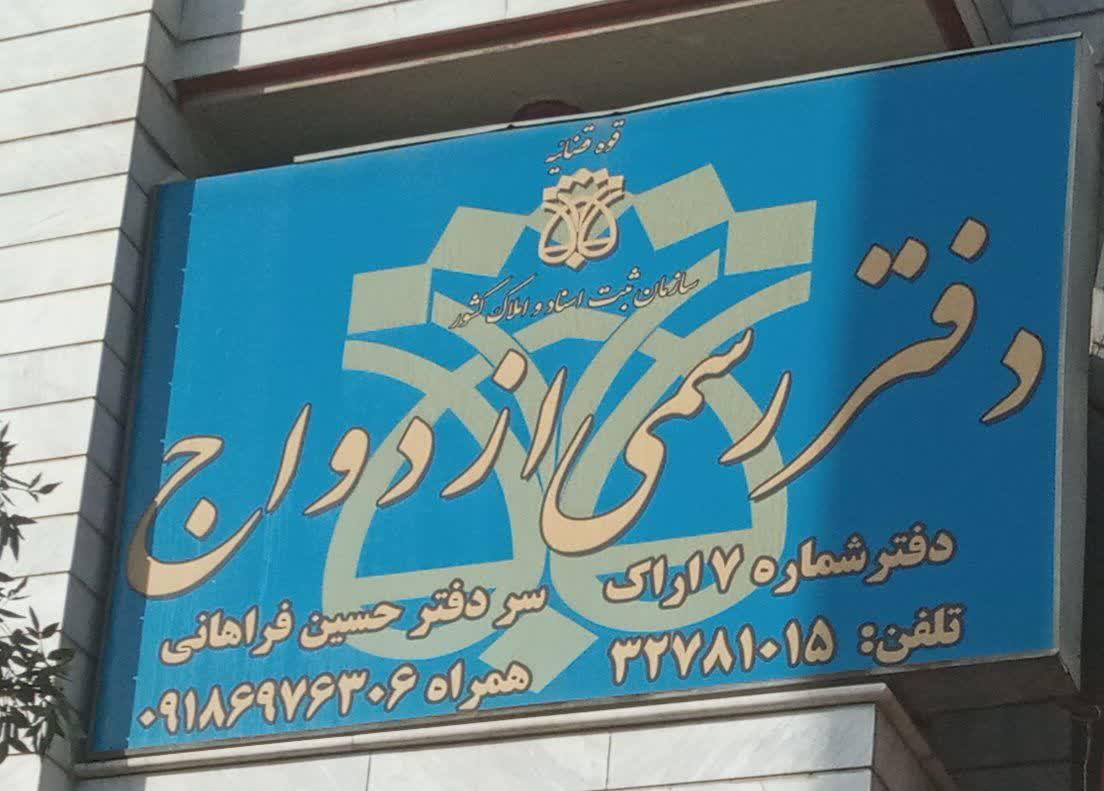 قوه قضائیه
سازمان ثبت اسناد و املاک کشور
دفتر رسمی ازدواج
دفتر شماره ۷ اراک
سر دفتر حسین فراهانی
تلفن: ۳۲۷۸۱۰۱۵
همراه ۰۹۱۸۶۹۷۶۳۰۶